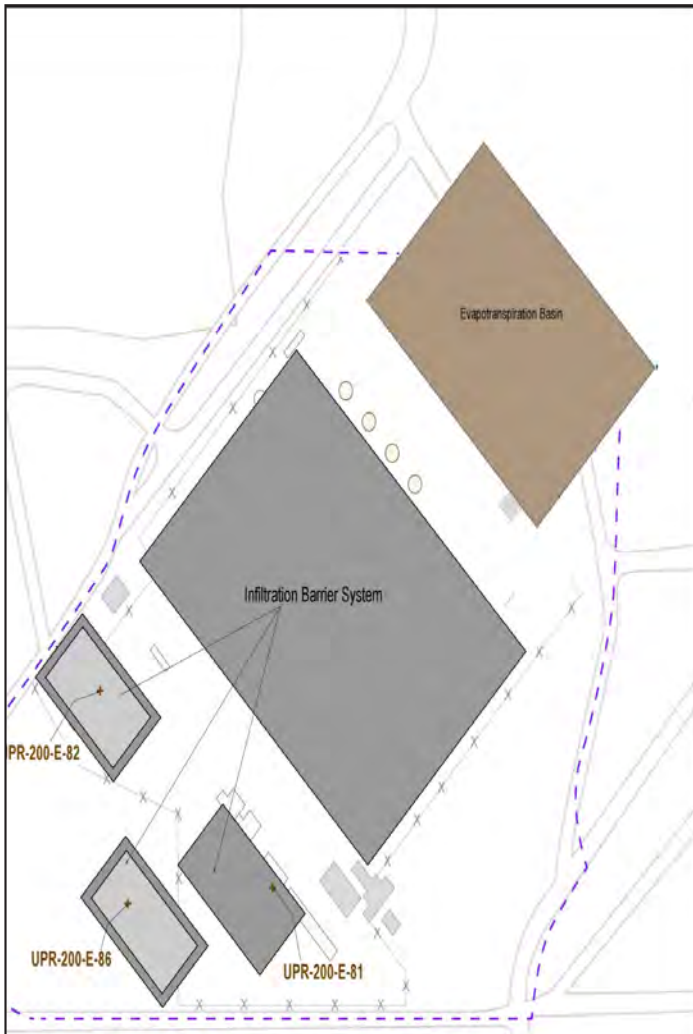 Evapotranspiration Basin
Infiltration Barrier System
PR-200-E-82
UPR-200-E-86
UPR-200-E-81